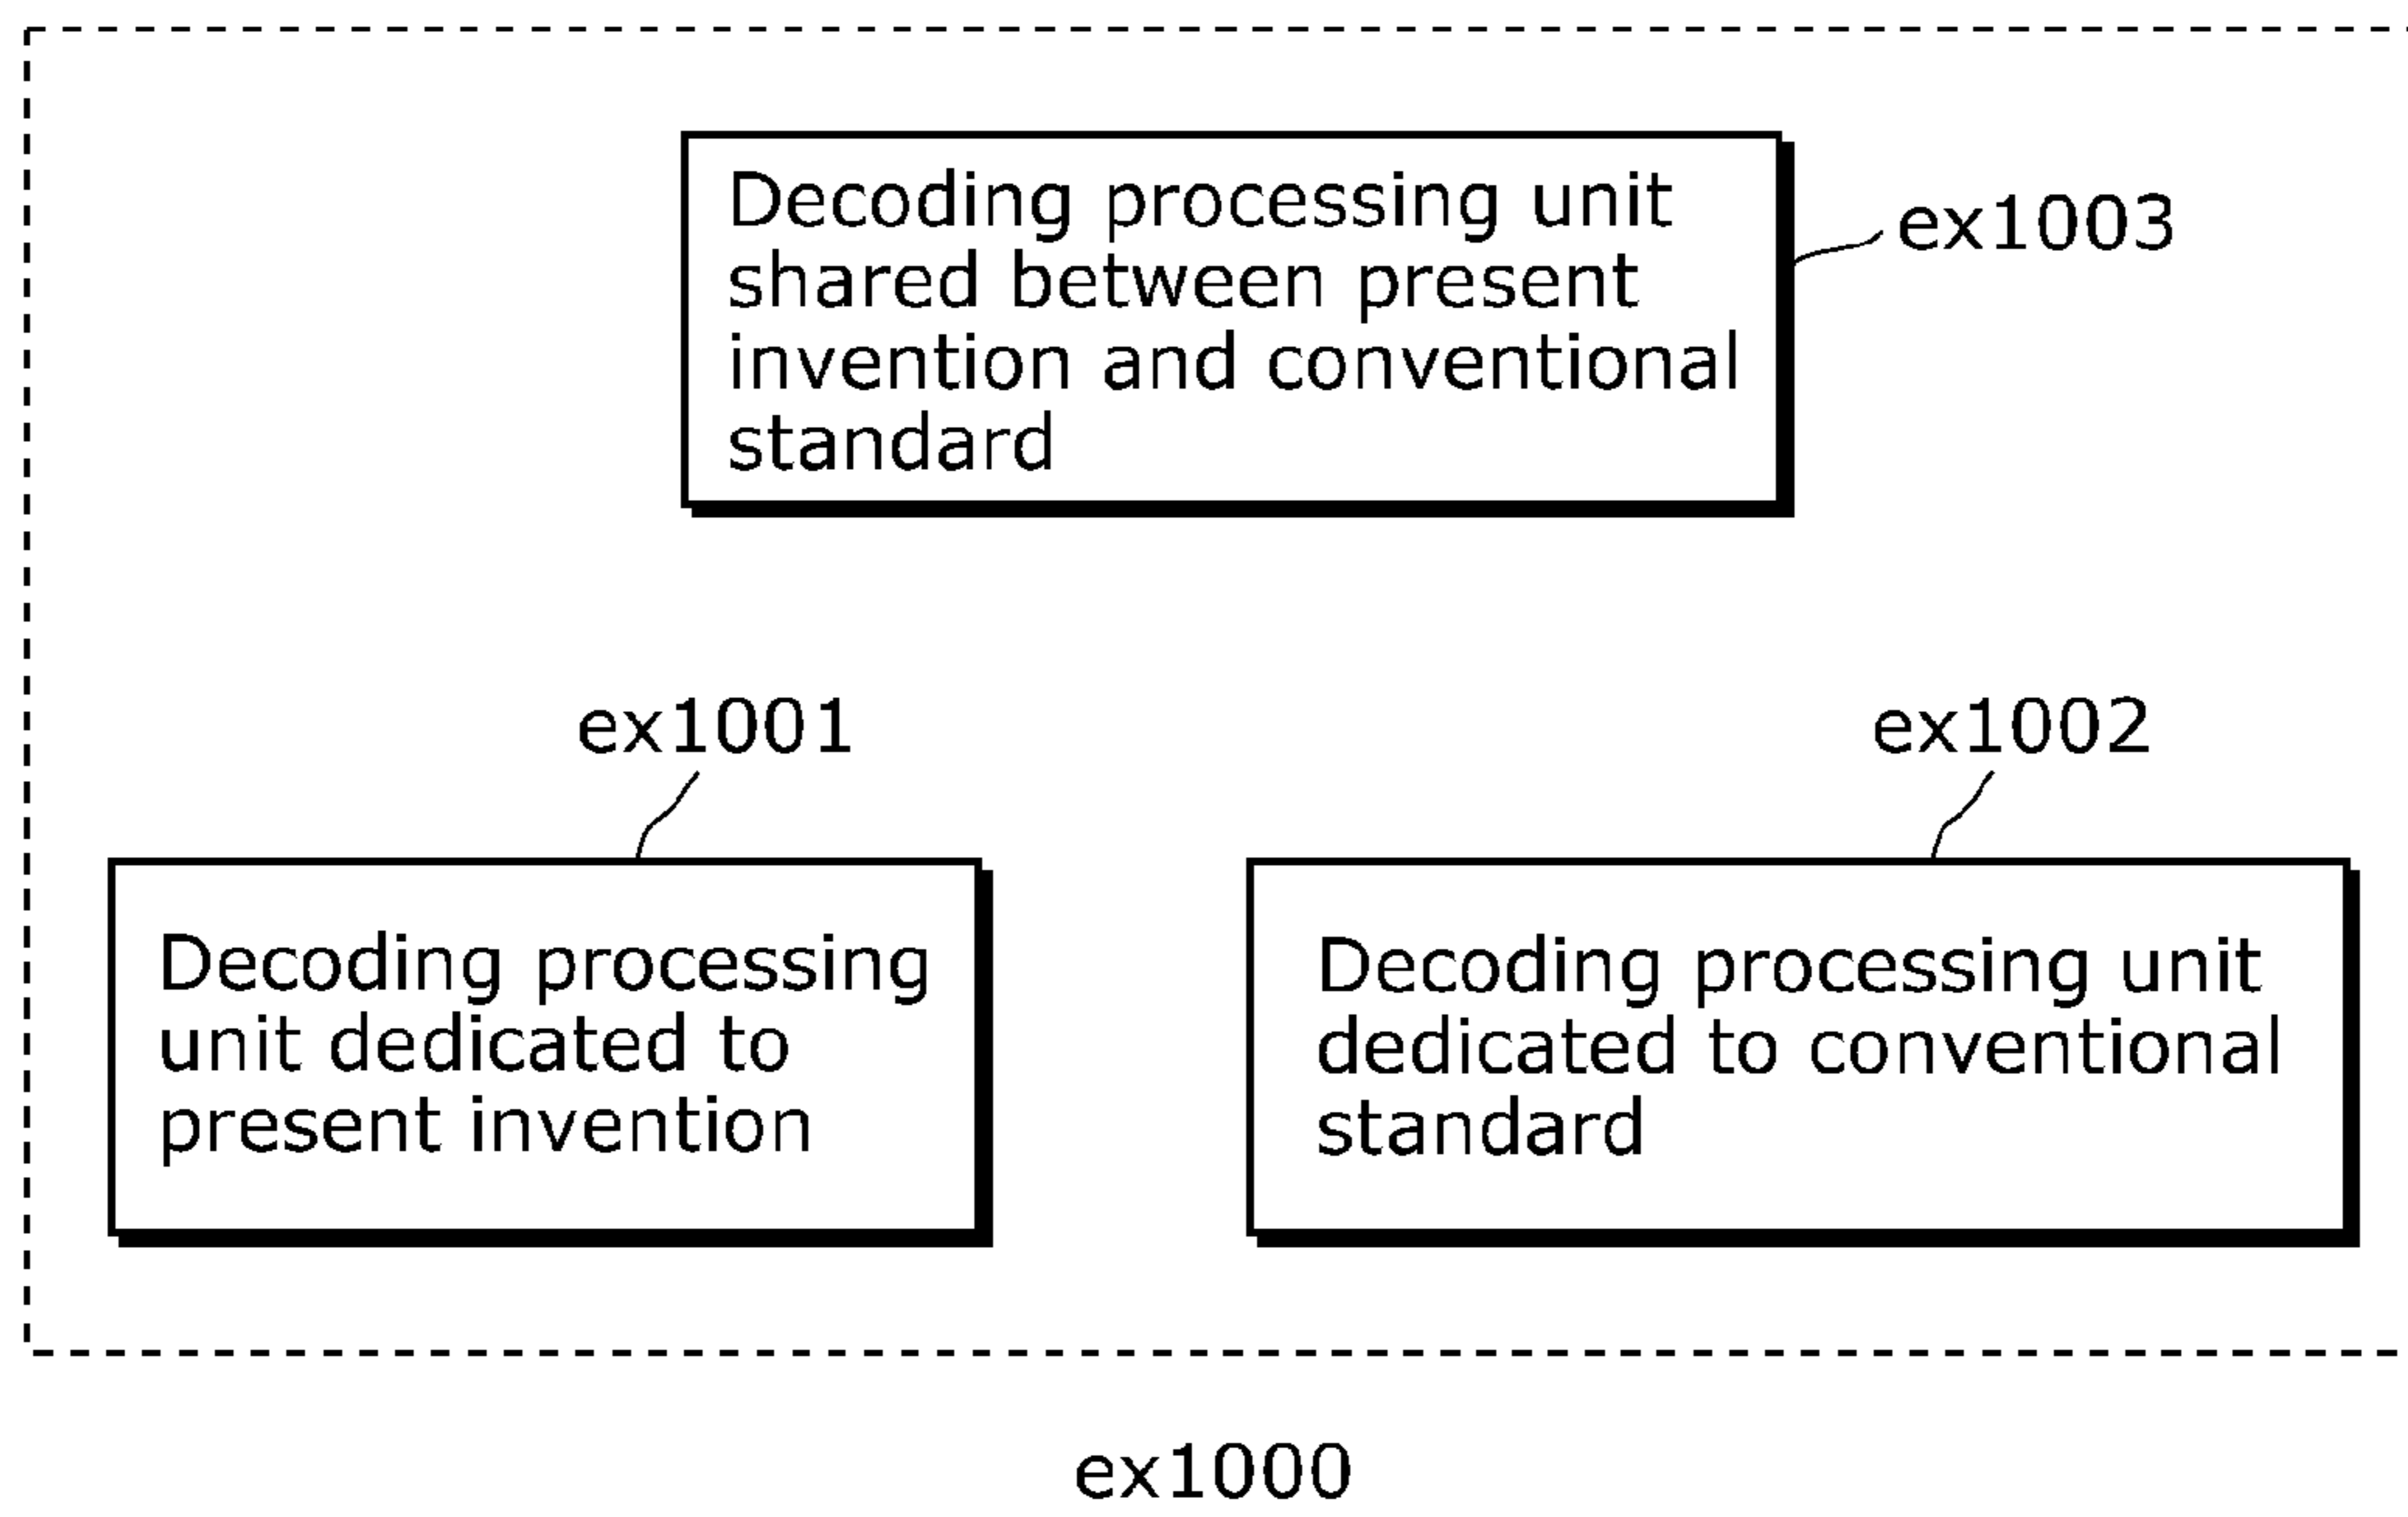 Decoding processing unit
shared between present
invention and conventional
standard
ex1003
ex1001
ex1002
Decoding processing
unit dedicated to
present invention
Decoding processing unit
dedicated to conventional
standard
ex1000